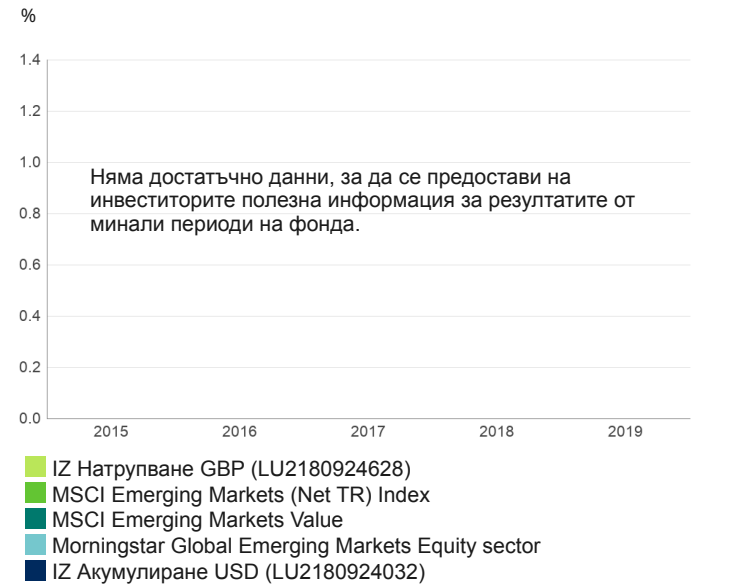 %
1.4
1.2
1.0
Няма достатъчно данни, за да се предостави на
инвеститорите полезна информация за резултатите от
0.8
минали периоди на фонда.
0.6
0.4
0.2
0.0
2015 2016 2017 2018 2019
IZ Натрупване GBP (LU2180924628)
MSCI Emerging Markets (Net TR) Index
MSCI Emerging Markets Value
Morningstar Global Emerging Markets Equity sector
IZ Акумулиране USD (LU2180924032)